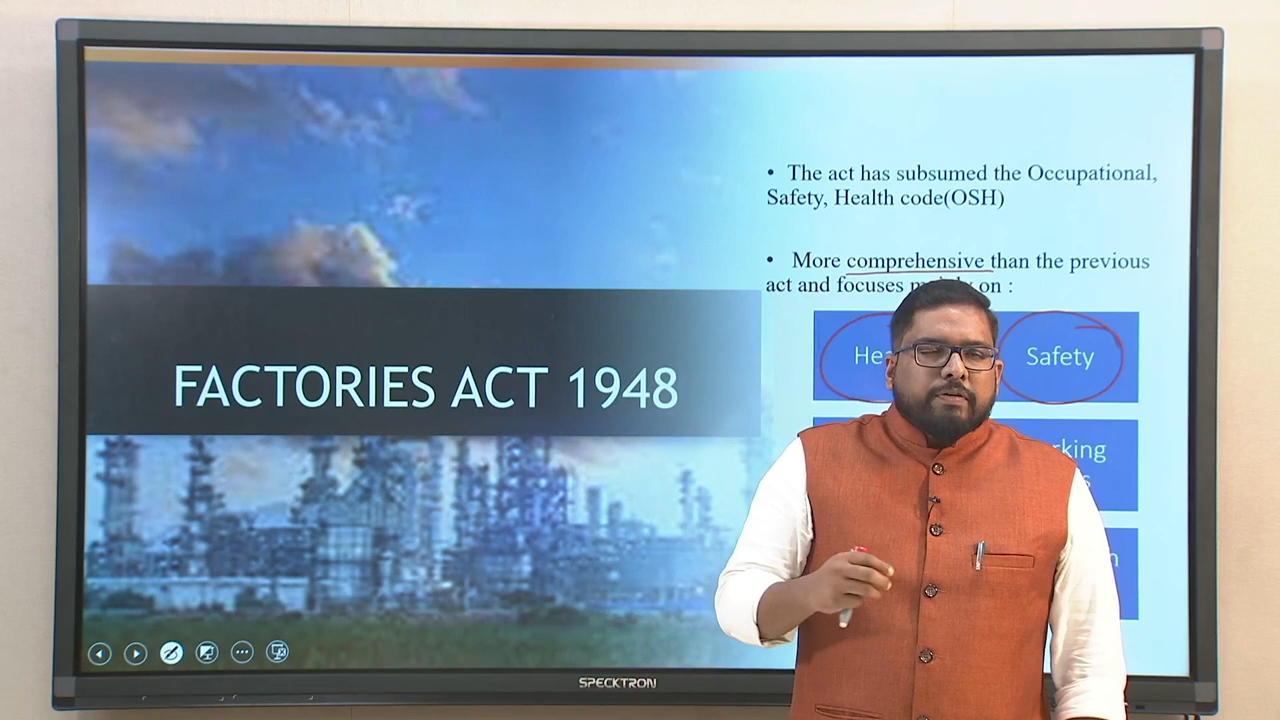 • The act has subsumed the Occupational,
Safety, Health code(OSH)
• More comprehensive than the previous
act and focuses on :
Safety
FACTORIES ACT 1948
SPECKTRON